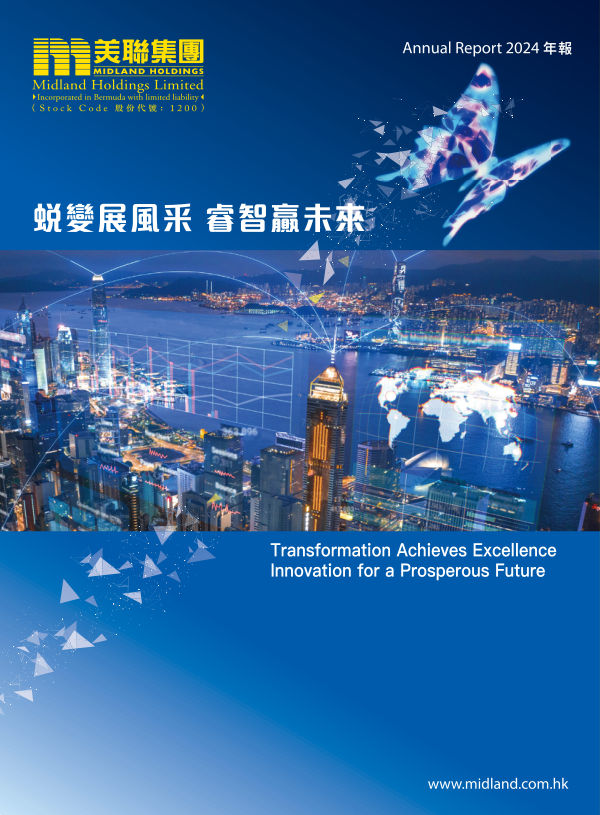 美聯集團
MIDLAND HOLDINGS
Midland Holdings Limited
Incorporated in Bermuda with limited liability
(Stock Code 股份代號: 1200)
Annual Report 2024 年報
蛻變展風采 睿智贏未來
Transformation Achieves Excellence
Innovation for a Prosperous Future
www.midland.com.hk